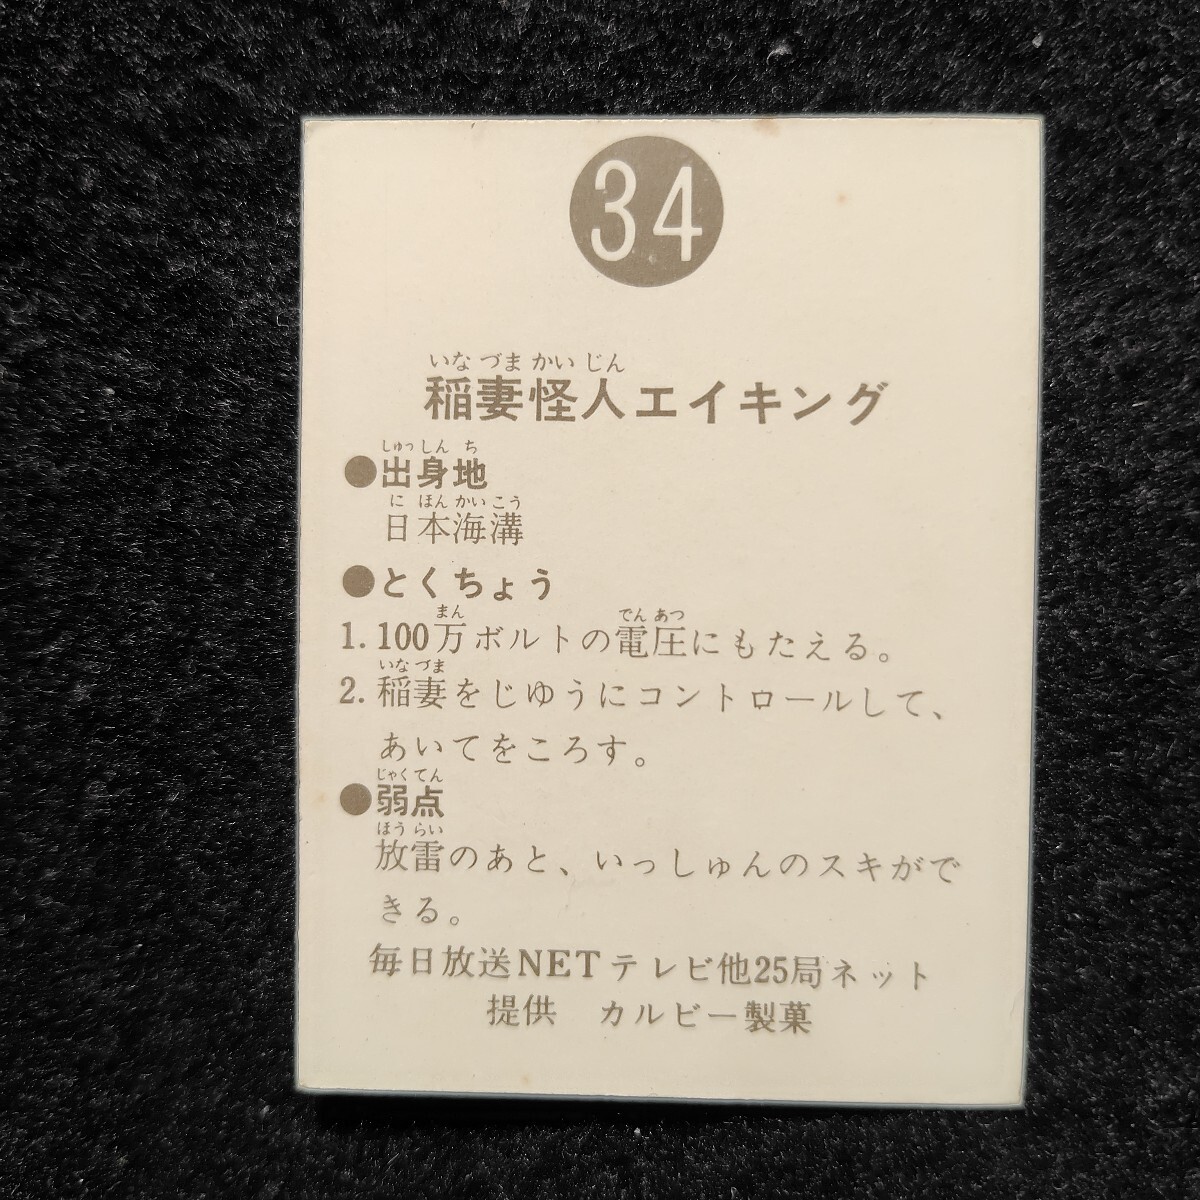 34
いなづまかいじん
稲妻怪人エイキング
しゅっしんち
●出身地
にほんかいこう
日本海溝
●とくちょう
まん でんあつ
1.100万ボルトの電圧にもたえる。
いなづま
2.稲妻をじゆうにコントロールして、
あいてをころす。
じゃくてん
●弱点
ほうらい
放雷のあと、いっしゅんのスキがで
きる。
毎日放送NETテレビ他25局ネット
提供 カルビー製菓